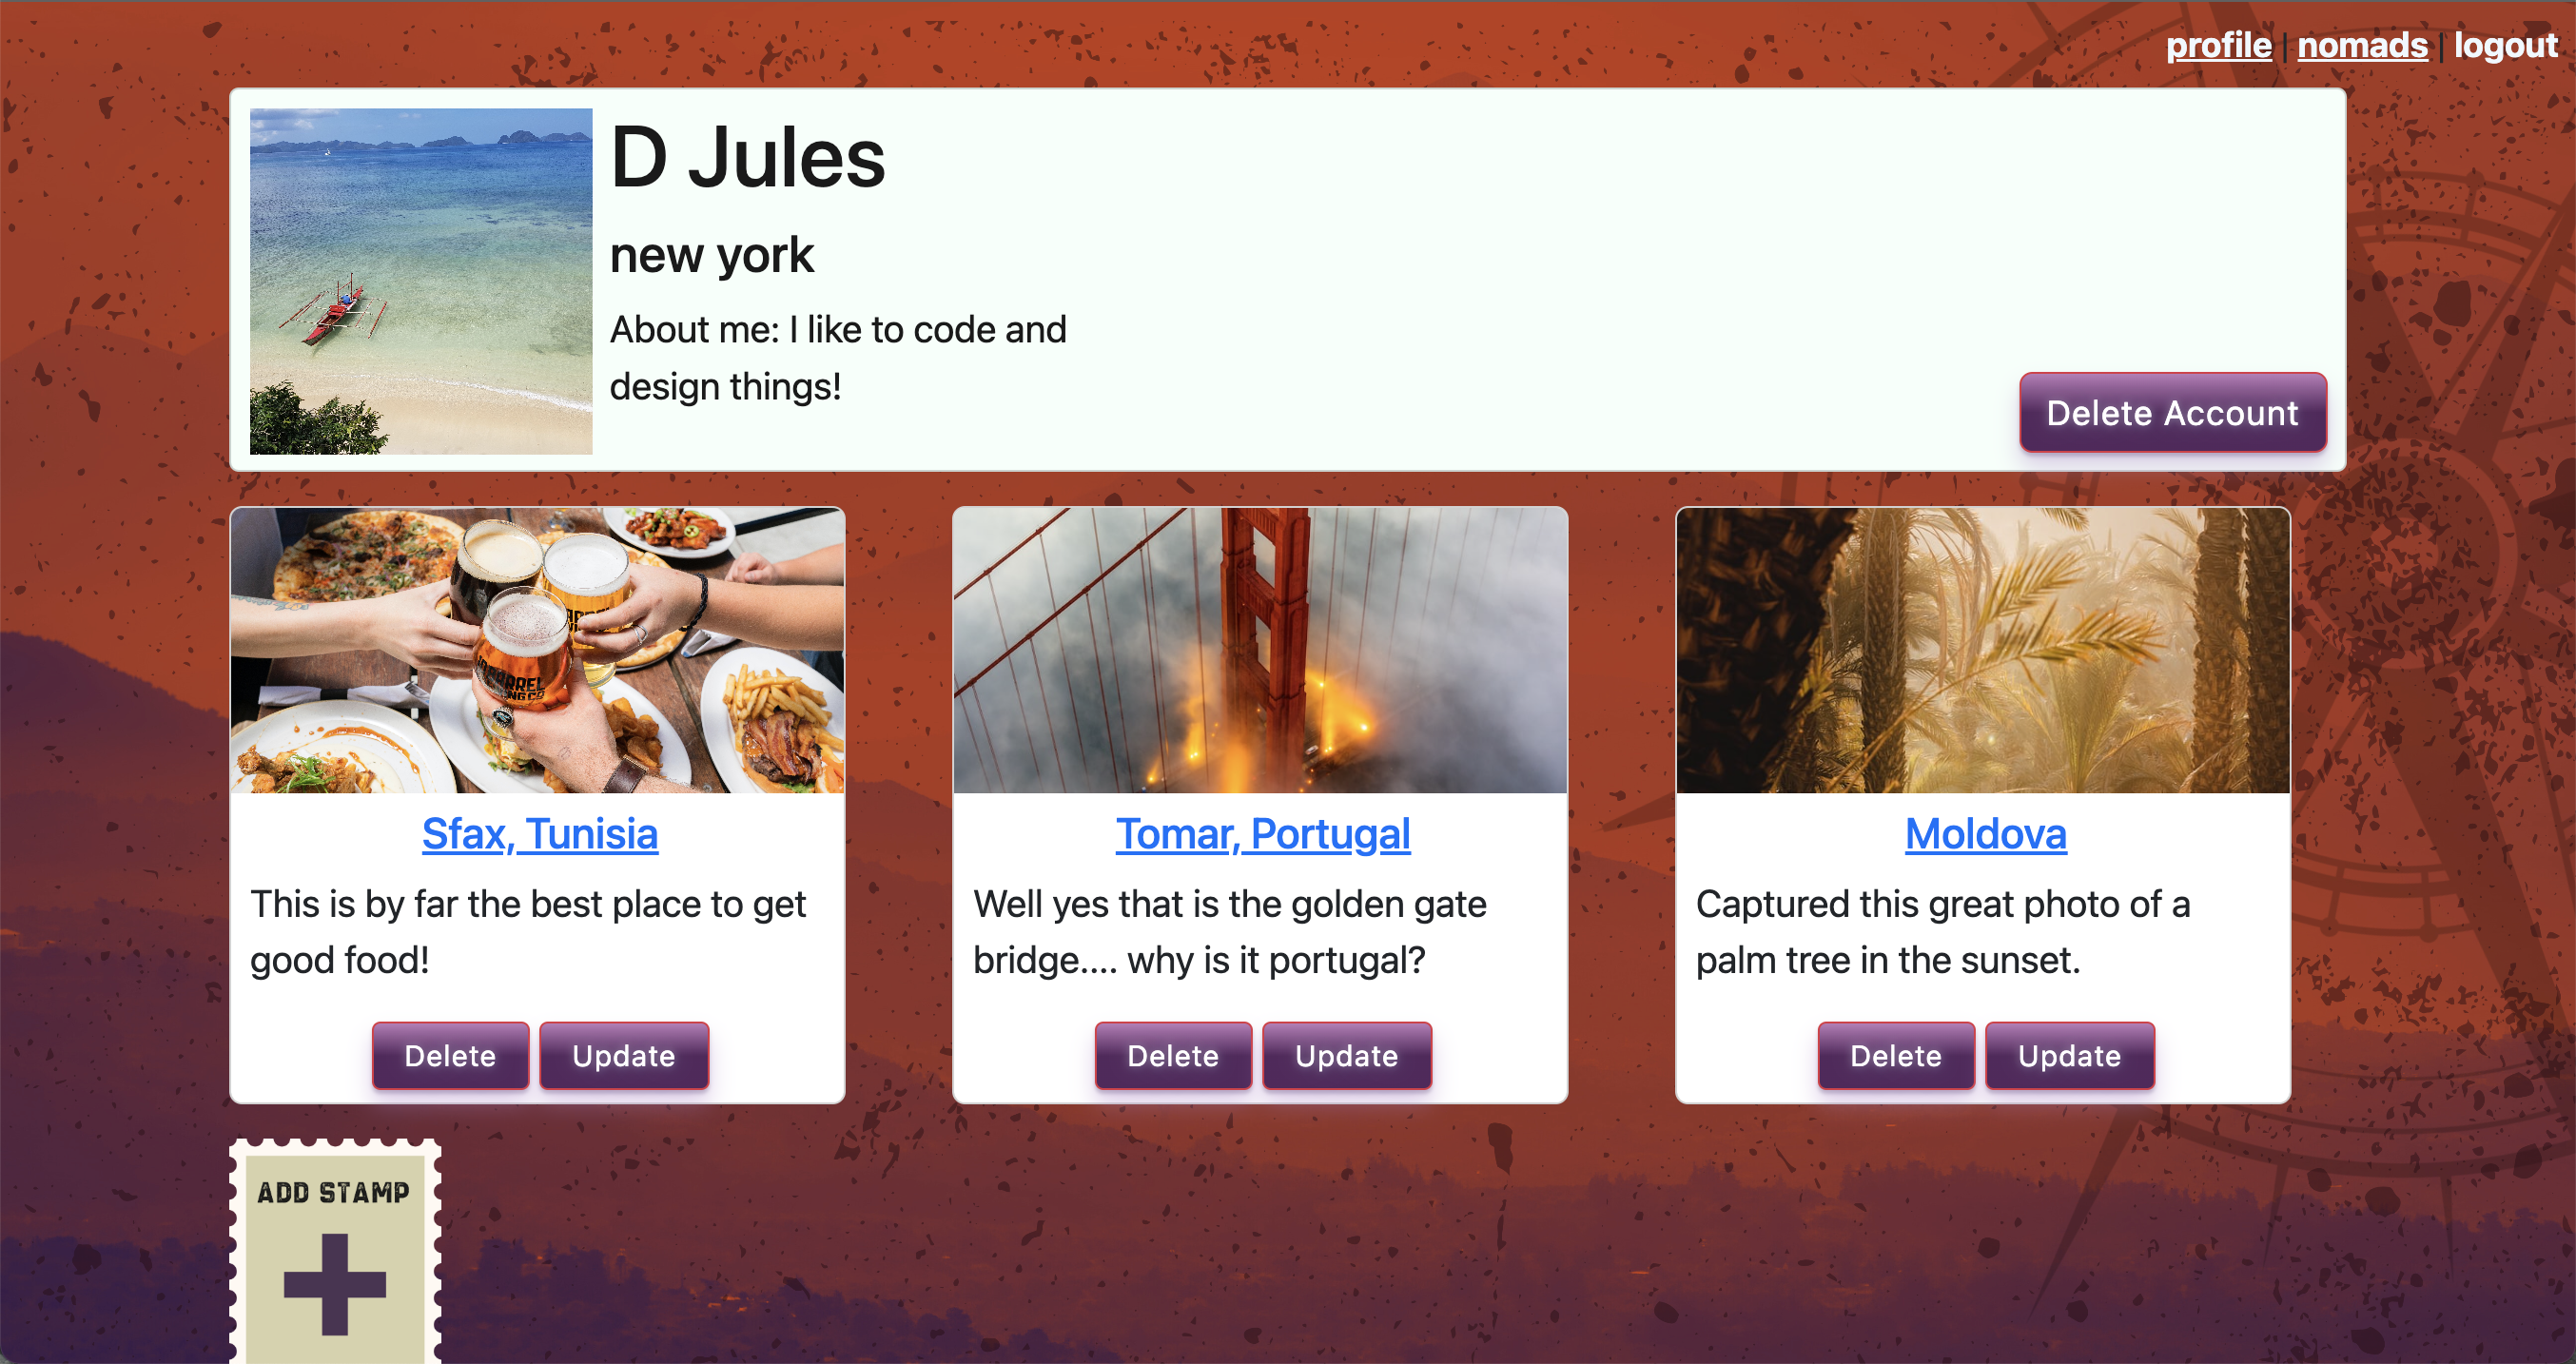 profile | nomads | logout
D Jules
new york
About me: I like to code and
design things!
Delete Account
Sfax, Tunisia
This is by far the best place to get
good food!
Delete Update
Tomar, Portugal
Well yes that is the golden gate
bridge.... why is it portugal?
Delete Update
Moldova
Captured this great photo of a
palm tree in the sunset.
Delete Update
ADD STAMP